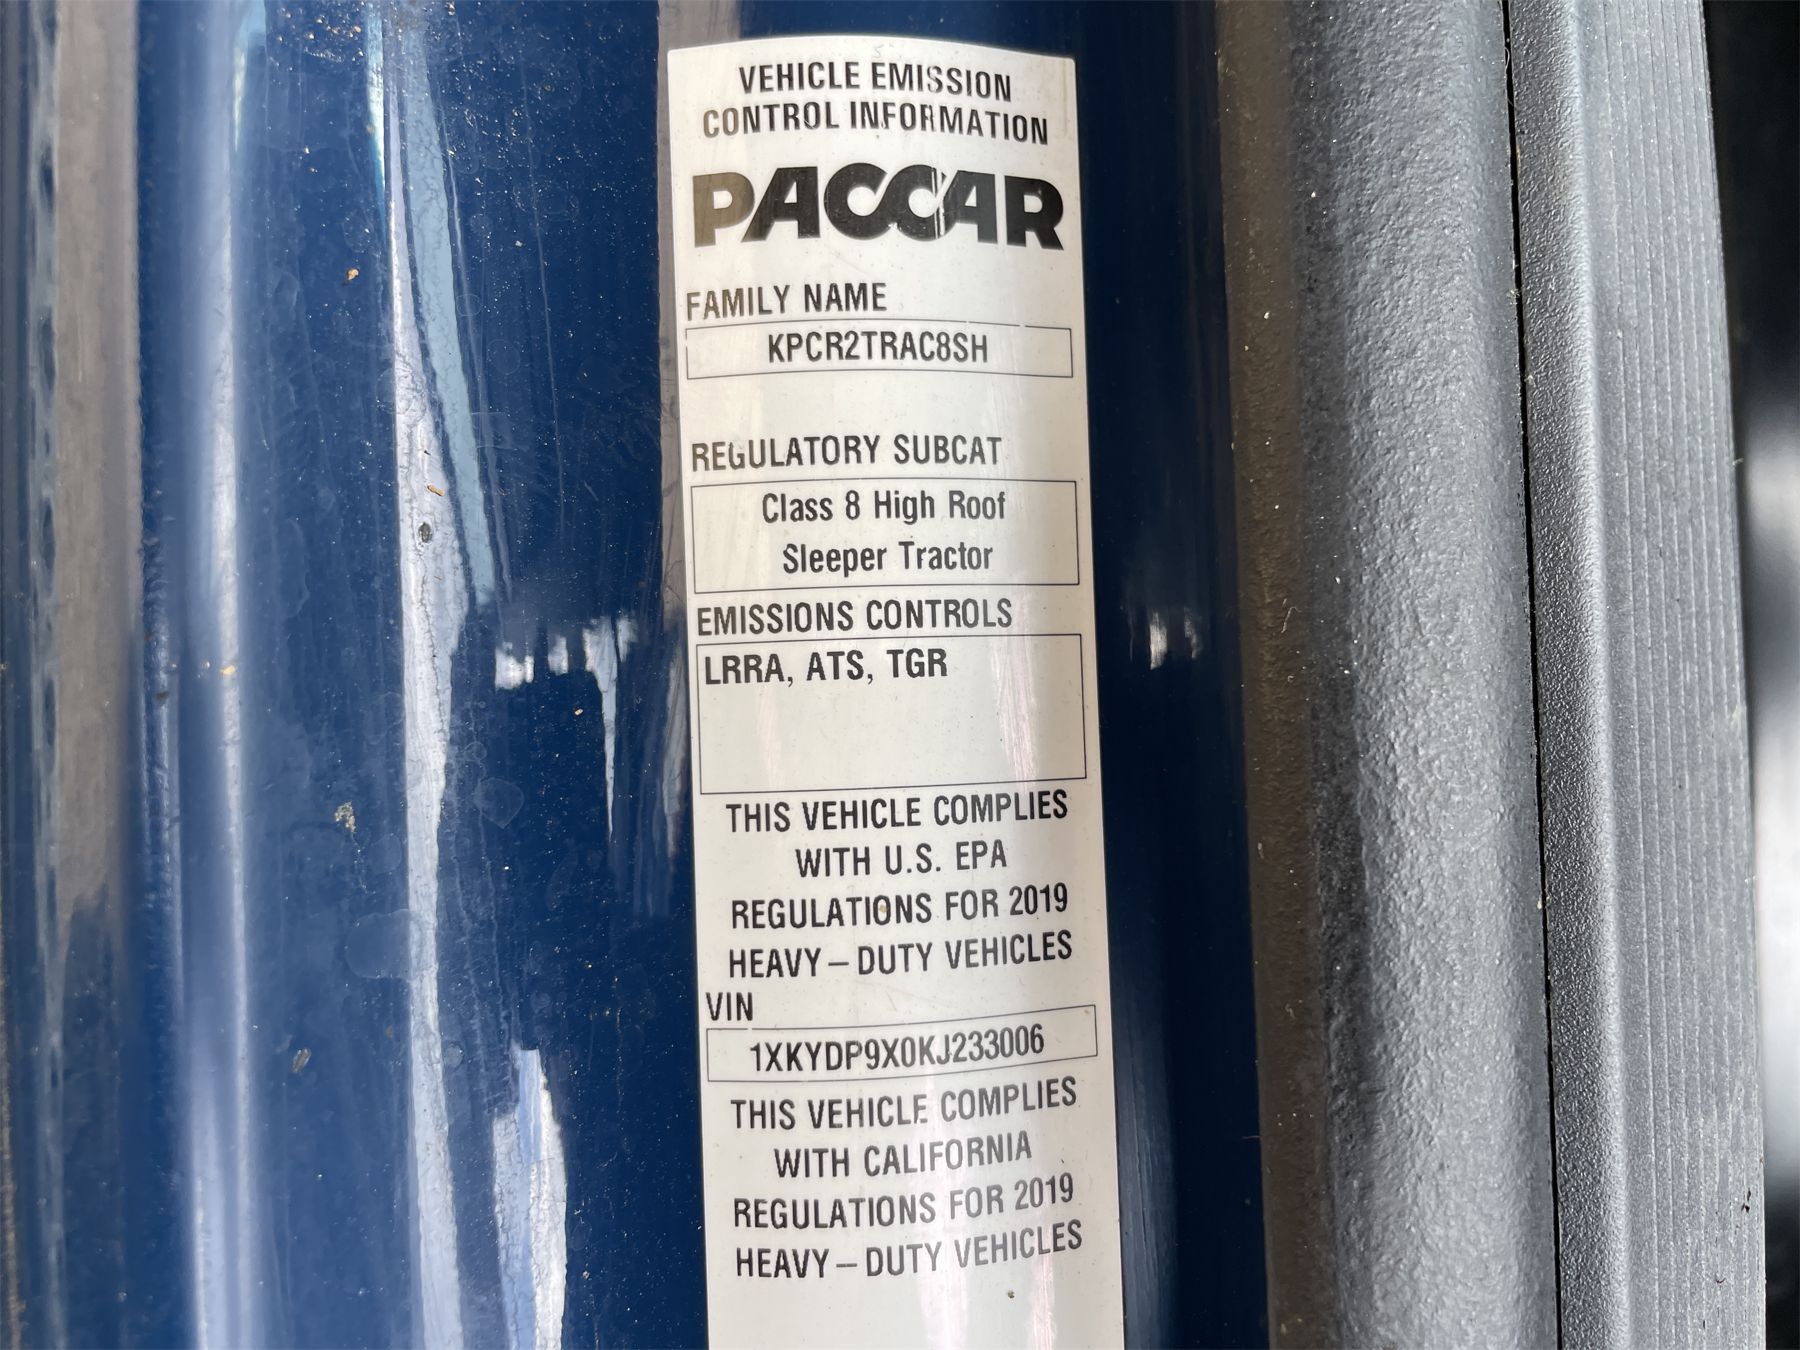 VEHICLE EMISSION
CONTROL INFORMATION
PACCAR
FAMILY NAME
KPCR2TRAC8SH
REGULATORY SUBCAT
Class 8 High Roof
Sleeper Tractor
EMISSIONS CONTROLS
LRRA, ATS, TGR
THIS VEHICLE COMPLIES
WITH U.S. EPA
REGULATIONS FOR 2019
HEAVY – DUTY VEHICLES
VIN
1XKYDP9X0KJ233006
THIS VEHICLE COMPLIES
WITH CALIFORNIA
REGULATIONS FOR 2019
HEAVY – DUTY VEHICLES